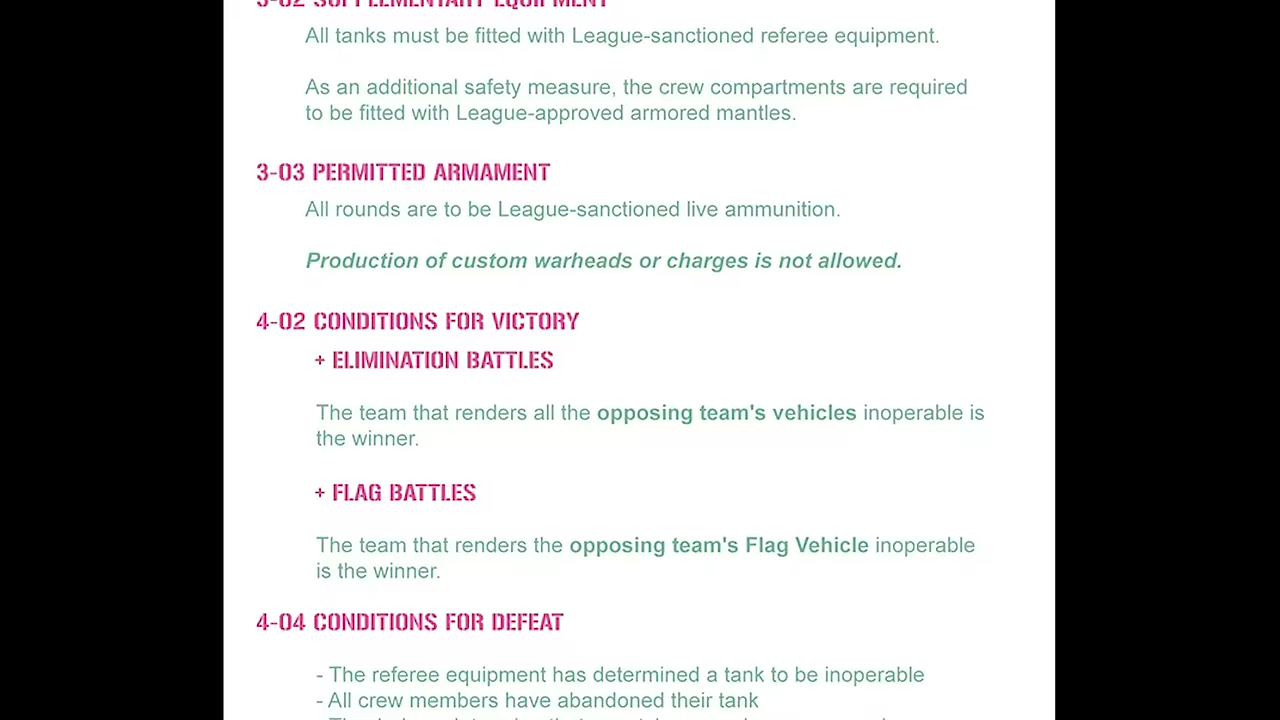 3-02 SUPPLEMENTARY EQUIPMENT
All tanks must be fitted with League-sanctioned referee equipment.
As an additional safety measure, the crew compartments are required
to be fitted with League-approved armored mantles.
3-03 PERMITTED ARMAMENT
All rounds are to be League-sanctioned live ammunition.
Production of custom warheads or charges is not allowed.
4-02 CONDITIONS FOR VICTORY
+ ELIMINATION BATTLES
The team that renders all the opposing team's vehicles inoperable is
the winner.
+ FLAG BATTLES
The team that renders the opposing team's Flag Vehicle inoperable
is the winner.
4-04 CONDITIONS FOR DEFEAT
- The referee equipment has determined a tank to be inoperable
- All crew members have abandoned their tank